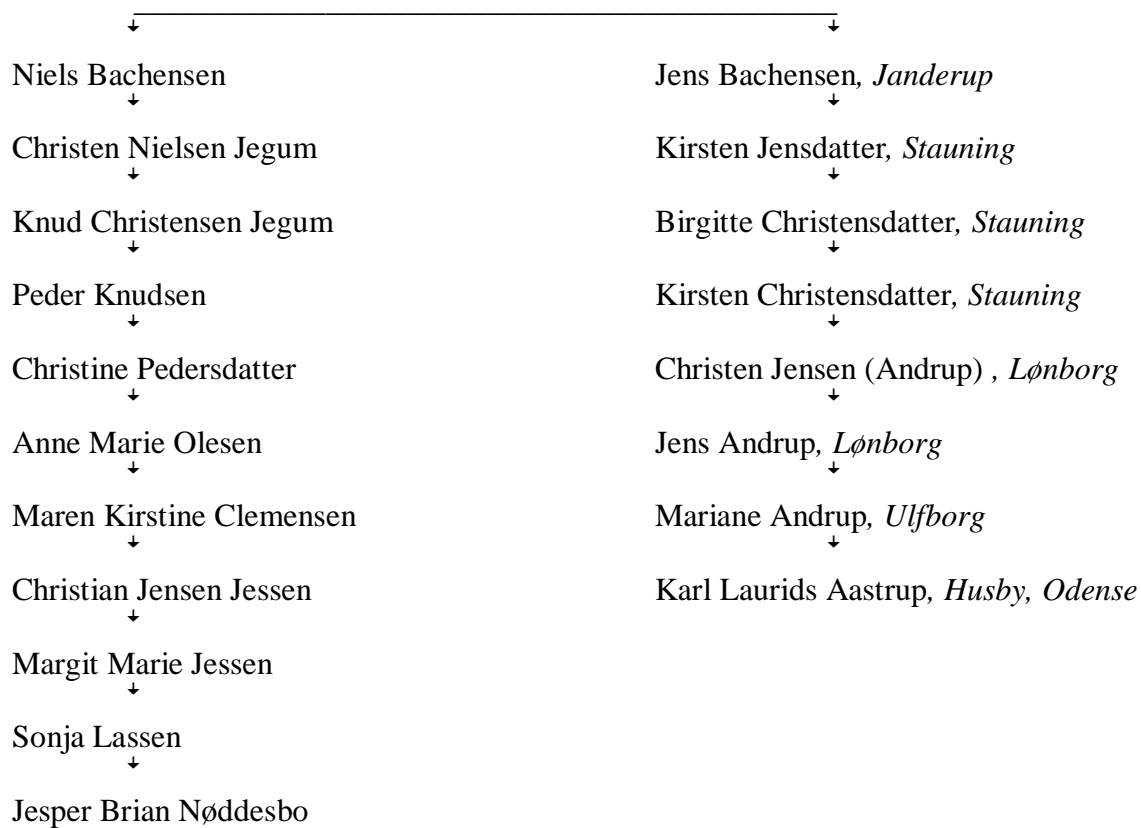 Niels Bachensen
Jens Bachensen, Janderup
Christen Nielsen Jegum
Kirsten Jensdatter, Stauning
Knud Christensen Jegum
Birgitte Christensdatter, Stauning
Peder Knudsen
Kirsten Christensdatter, Stauning
Christine Pedersdatter
Christen Jensen (Andrup) , Lønborg
Anne Marie Olesen
Jens Andrup, Lønborg
Maren Kirstine Clemensen
Mariane Andrup, Ulfborg
Christian Jensen Jessen
Karl Laurids Aastrup, Husby, Odense
Margit Marie Jessen
Sonja Lassen
Jesper Brian Nøddesbo